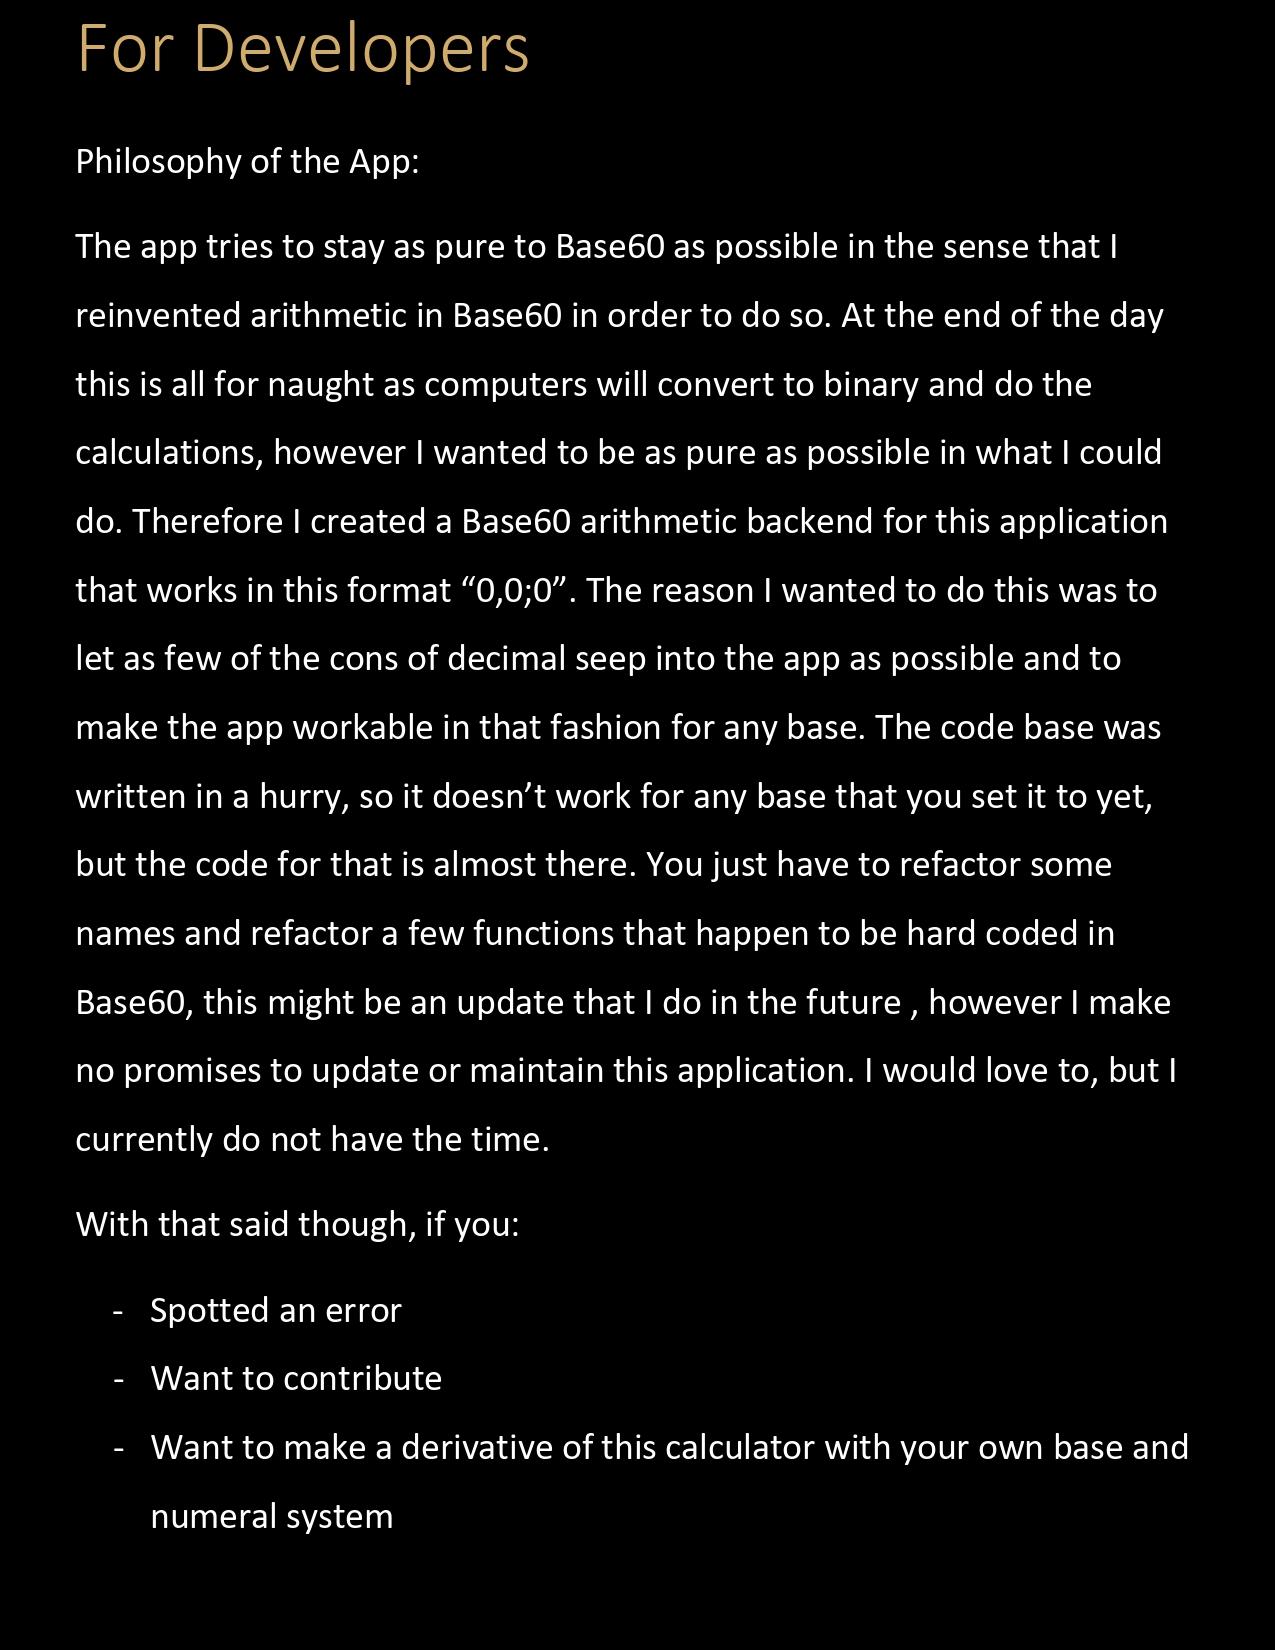 For Developers
Philosophy of the App:
The app tries to stay as pure to Base60 as possible in the sense that I
reinvented arithmetic in Base60 in order to do so. At the end of the day
this is all for naught as computers will convert to binary and do the
calculations, however I wanted to be as pure as possible in what I could
do. Therefore I created a Base60 arithmetic backend for this application
that works in this format “0,0;0”. The reason I wanted to do this was to
let as few of the cons of decimal seep into the app as possible and to
make the app workable in that fashion for any base. The code base was
written in a hurry, so it doesn’t work for any base that you set it to yet,
but the code for that is almost there. You just have to refactor some
names and refactor a few functions that happen to be hard coded in
Base60, this might be an update that I do in the future , however I make
no promises to update or maintain this application. I would love to, but I
currently do not have the time.
With that said though, if you:
- Spotted an error
- Want to contribute
- Want to make a derivative of this calculator with your own base and
numeral system